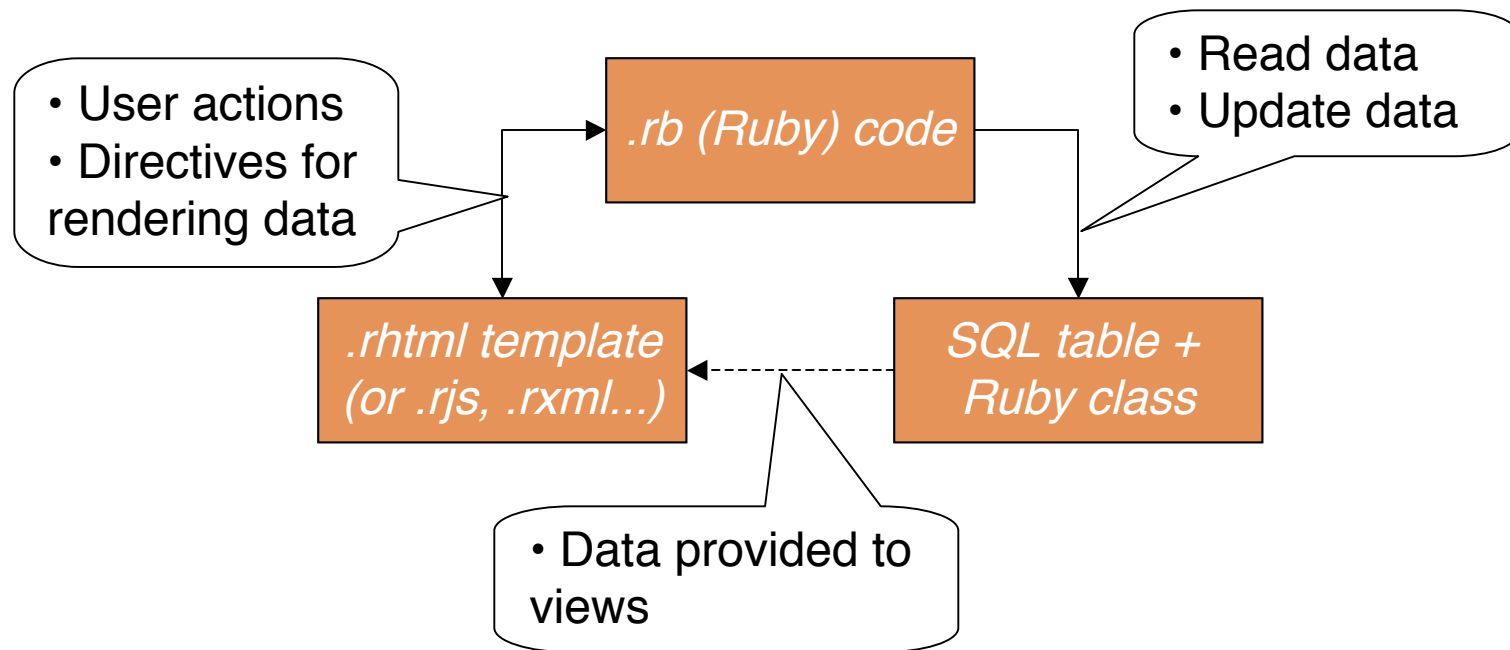 • User actions
• Directives for
rendering data
.rb (Ruby) code
• Read data
• Update data
.rhtml template
(or .rjs, .rxml...)
SQL table +
Ruby class
• Data provided to
views